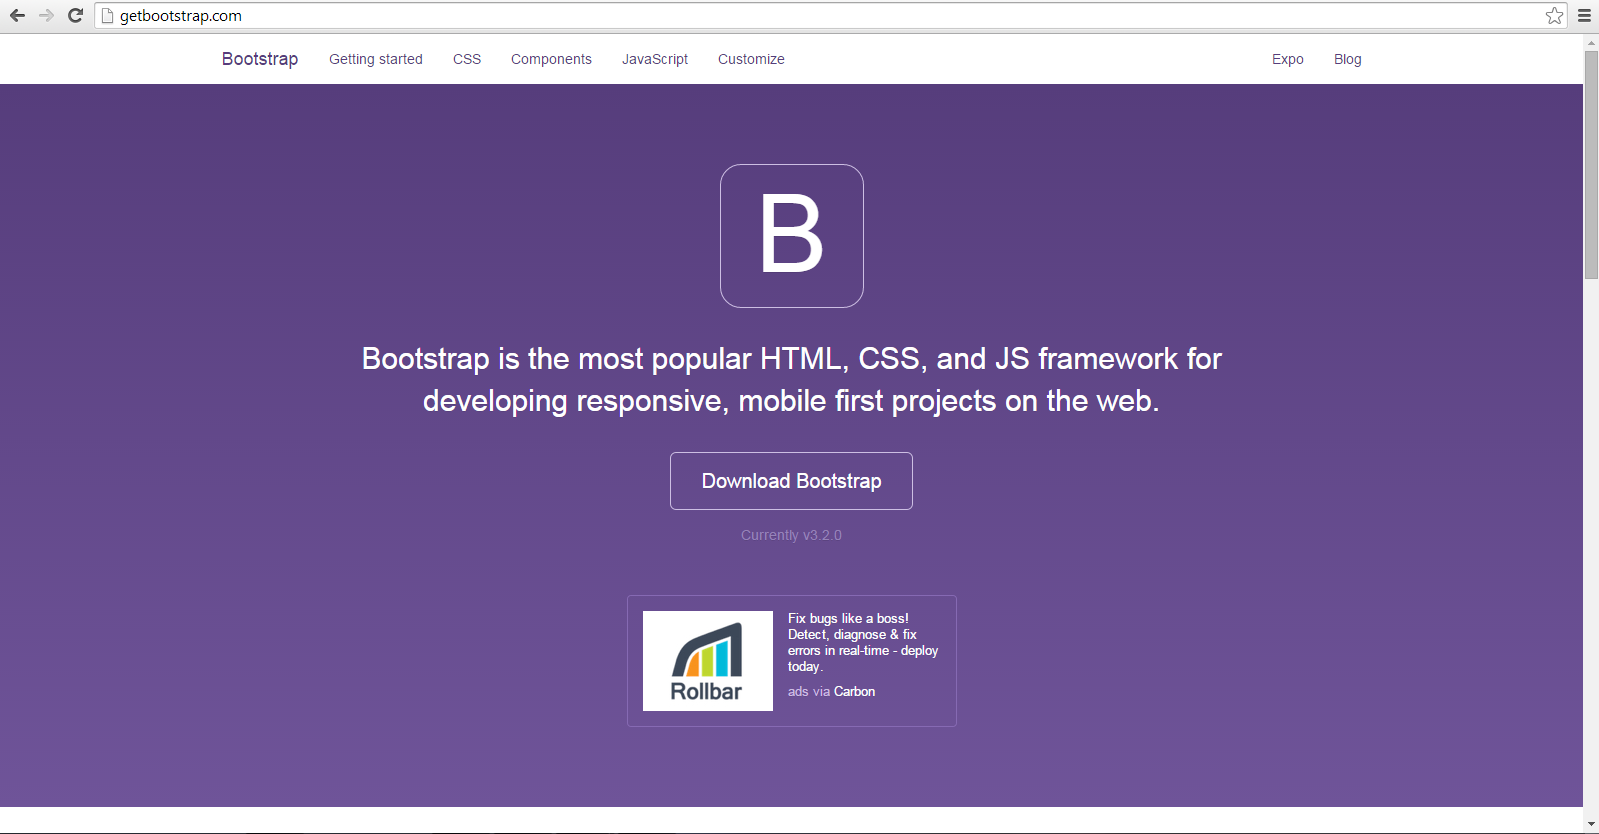 getbootstrap.com
Bootstrap Getting started CSS Components JavaScript Customize Expo Blog
B
Bootstrap is the most popular HTML, CSS, and JS framework for
developing responsive, mobile first projects on the web.
Download Bootstrap
Currently v3.2.0
Rollbar
Fix bugs like a boss!
Detect, diagnose & fix
errors in real-time - deploy
today.
ads via Carbon